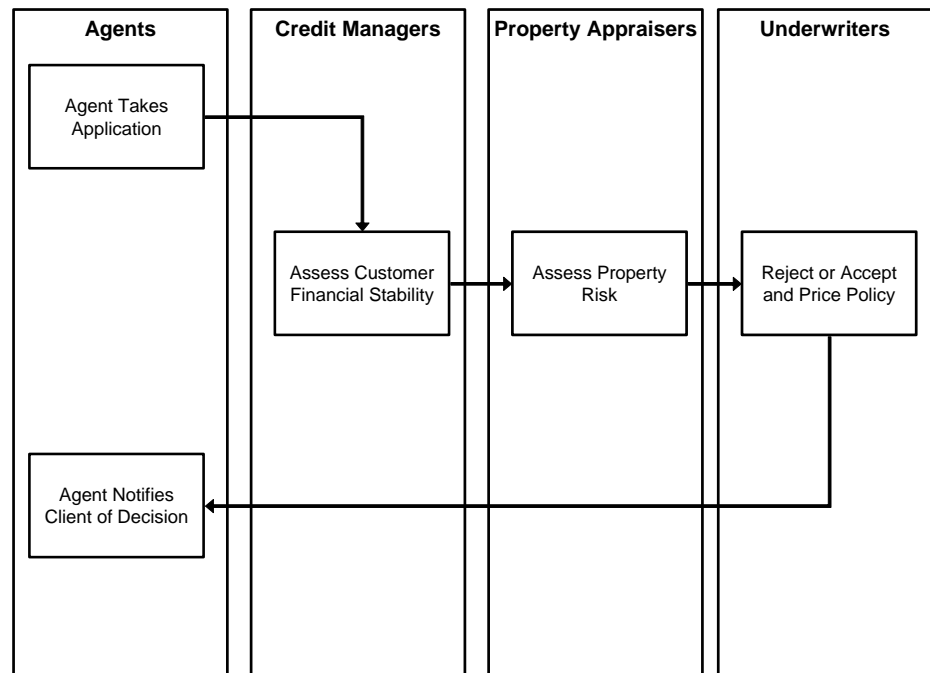 Agents
Credit Managers
Property Appraisers
Underwriters
Agent Takes
Application
Assess Customer
Financial Stability
Assess Property
Risk
Reject or Accept
and Price Policy
Agent Notifies
Client of Decision